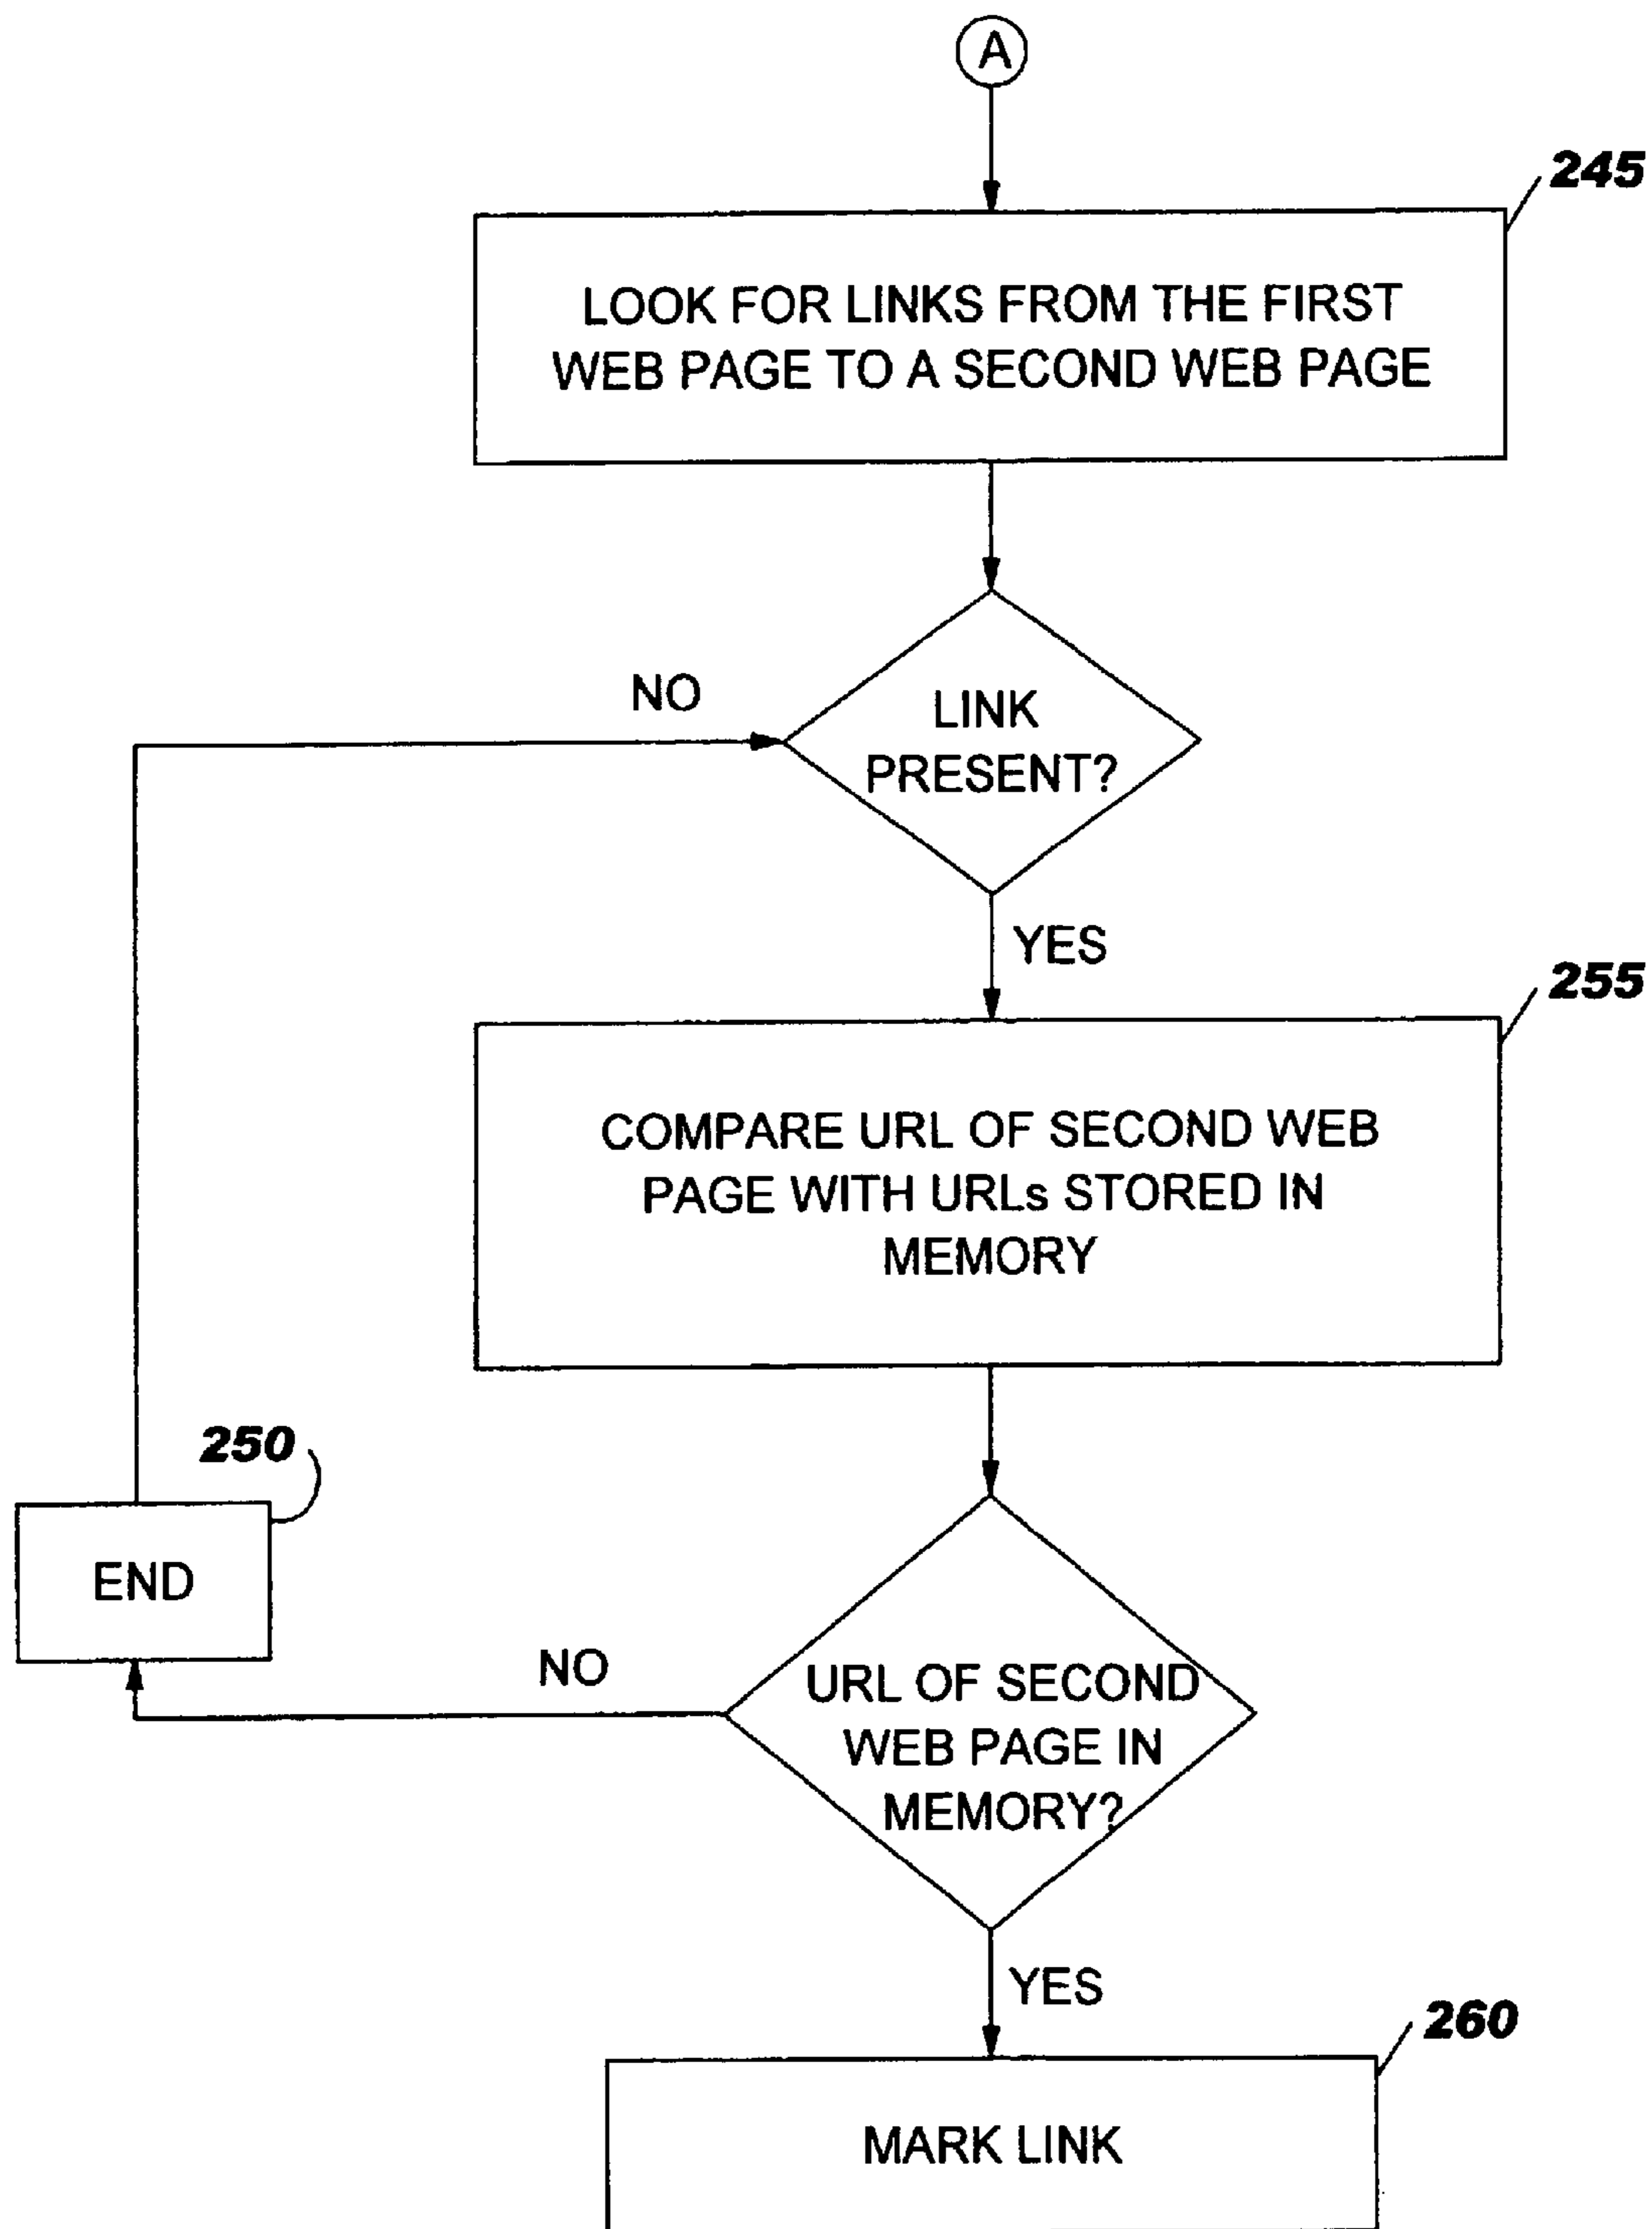 A
245
LOOK FOR LINKS FROM THE FIRST
WEB PAGE TO A SECOND WEB PAGE
NO
LINK
PRESENT?
YES
255
COMPARE URL OF SECOND WEB
PAGE WITH URLs STORED IN
MEMORY
250
END
NO
URL OF SECOND
WEB PAGE IN
MEMORY?
YES
260
MARK LINK